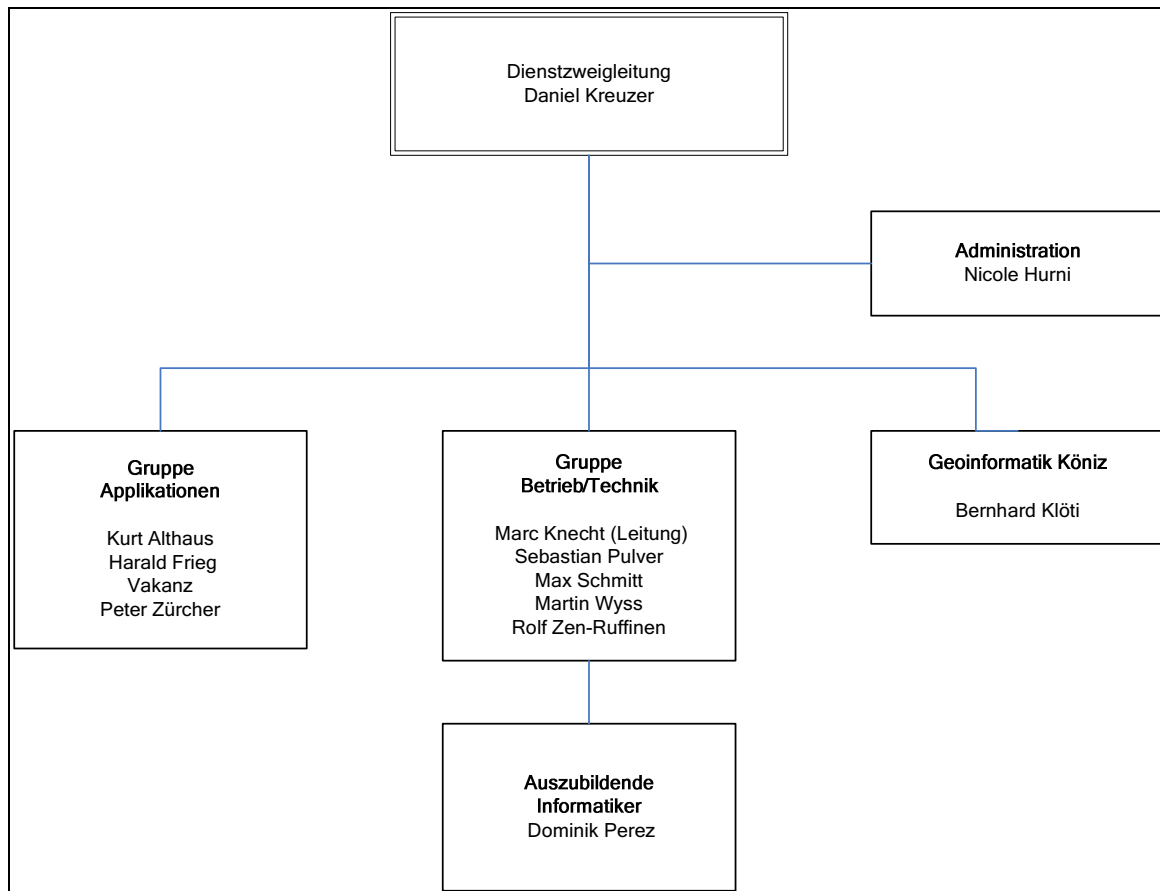 Dienstzweigleitung
Daniel Kreuzer
Administration
Nicole Hurni
Gruppe
Applikationen
Kurt Althaus
Harald Frieg
Vakanz
Peter Zürcher
Gruppe
Betrieb/Technik
Marc Knecht (Leitung)
Sebastian Pulver
Max Schmitt
Martin Wyss
Rolf Zen-Ruffinen
Geoinformatik Köniz
Bernhard Klöti
Auszubildende
Informatiker
Dominik Perez